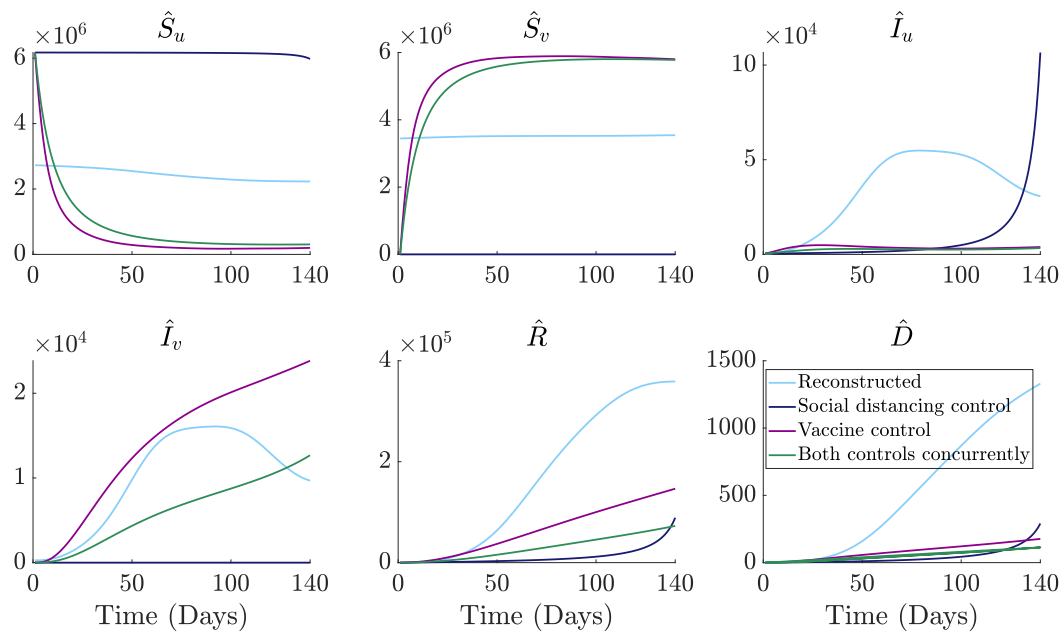 Ŝ_u
×10^6
6
4
2
0
0 50 100 140
Ŝ_v
×10^6
6
4
2
0
0 50 100 140
Î_u
×10^4
10
5
0
0 50 100 140
Î_v
×10^4
2
1
0
0 50 100 140
Time (Days)
R̂
×10^5
4
2
0
0 50 100 140
Time (Days)
D̂
1500
1000
500
0
Reconstructed
Social distancing control
Vaccine control
Both controls concurrently
0 50 100 140
Time (Days)